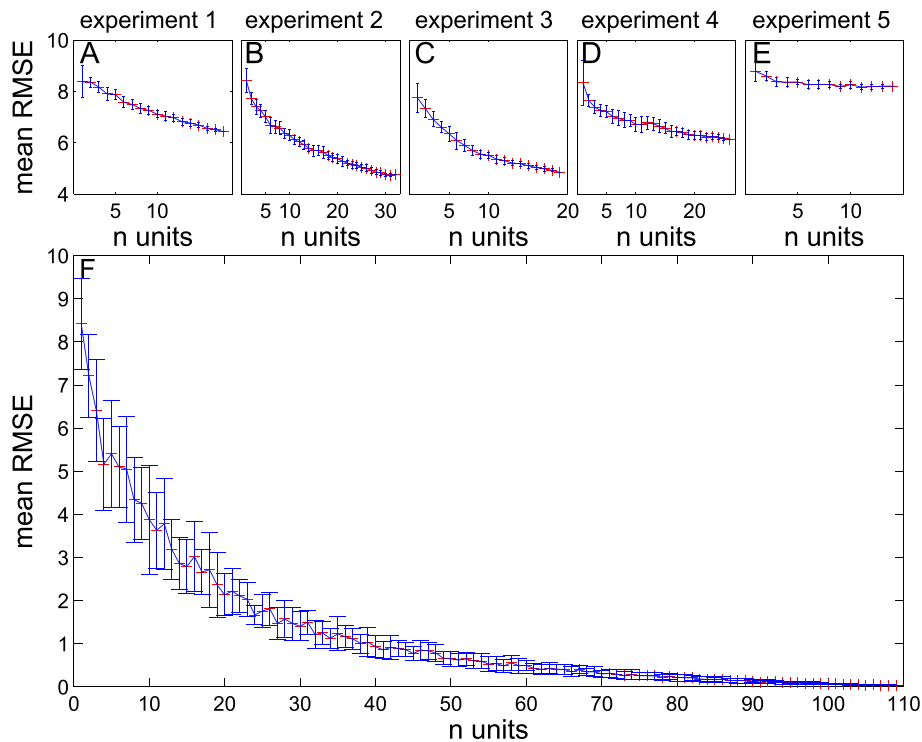 experiment 1 experiment 2 experiment 3 experiment 4 experiment 5
A B C D E
10
8
6
4
mean RMSE
5 10 5 10 20 30 10 20 5 10 20 5 10
n units n units n units n units n units
F
10
9
8
7
6
5
4
3
2
1
0
mean RMSE
0 10 20 30 40 50 60 70 80 90 100 110
n units